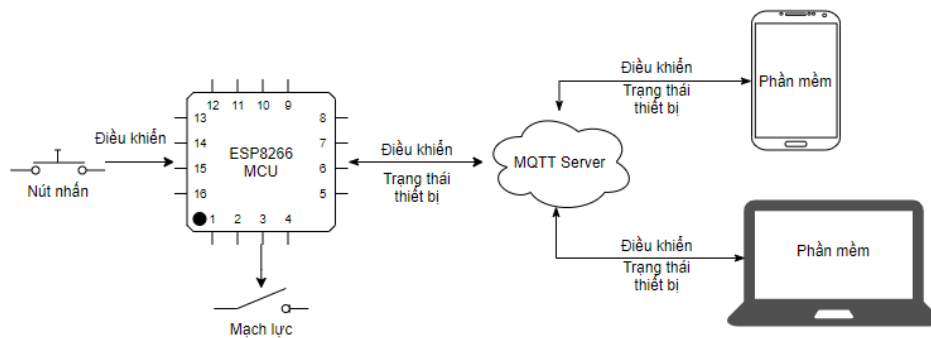 12 11 10 9
13
14
15
16
8
7
6
5
1 2 3 4
ESP8266
MCU
Điều khiển
Nút nhấn
Mạch lực
Điều khiển
Trạng thái
thiết bị
MQTT Server
Điều khiển
Trạng thái
thiết bị
Phần mềm
Điều khiển
Trạng thái
thiết bị
Phần mềm